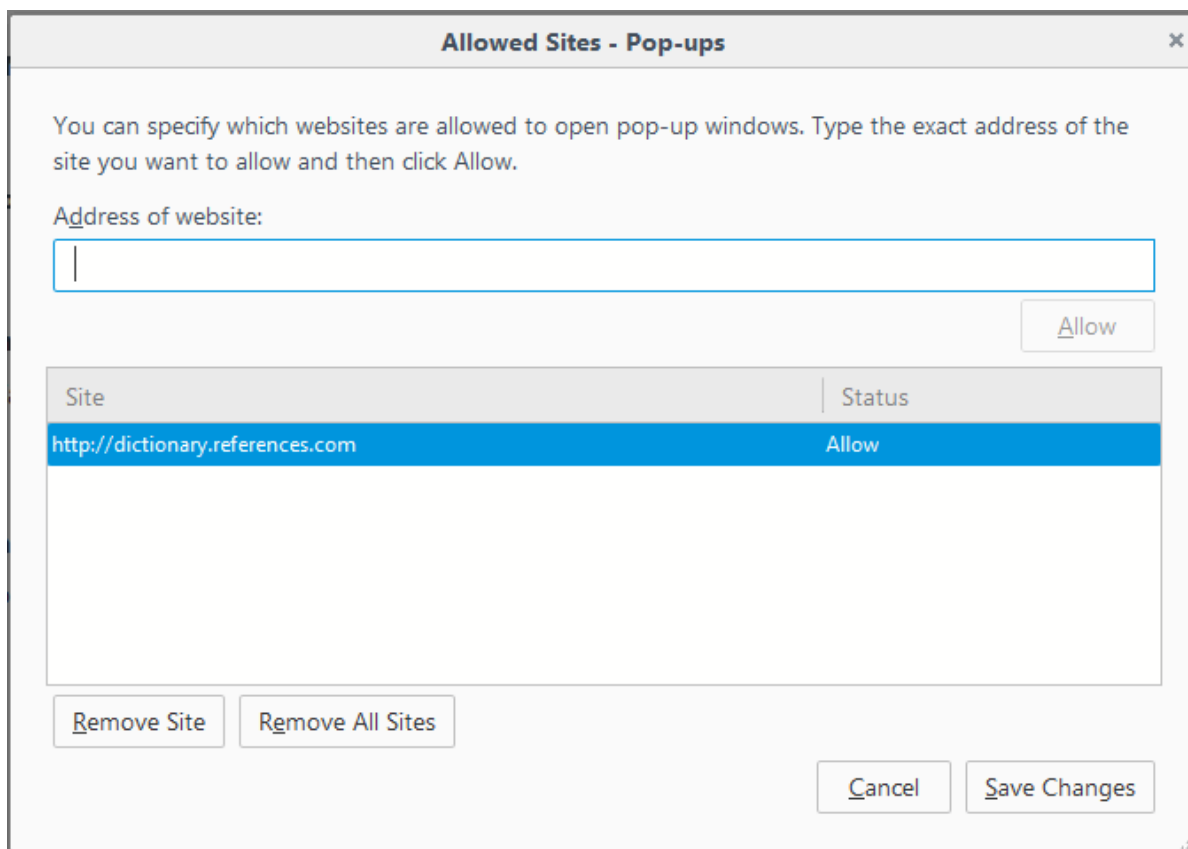 Allowed Sites - Pop-ups
You can specify which websites are allowed to open pop-up windows. Type the exact address of the
site you want to allow and then click Allow.
Address of website:
Allow
Site Status
http://dictionary.references.com Allow
Remove Site Remove All Sites
Cancel Save Changes